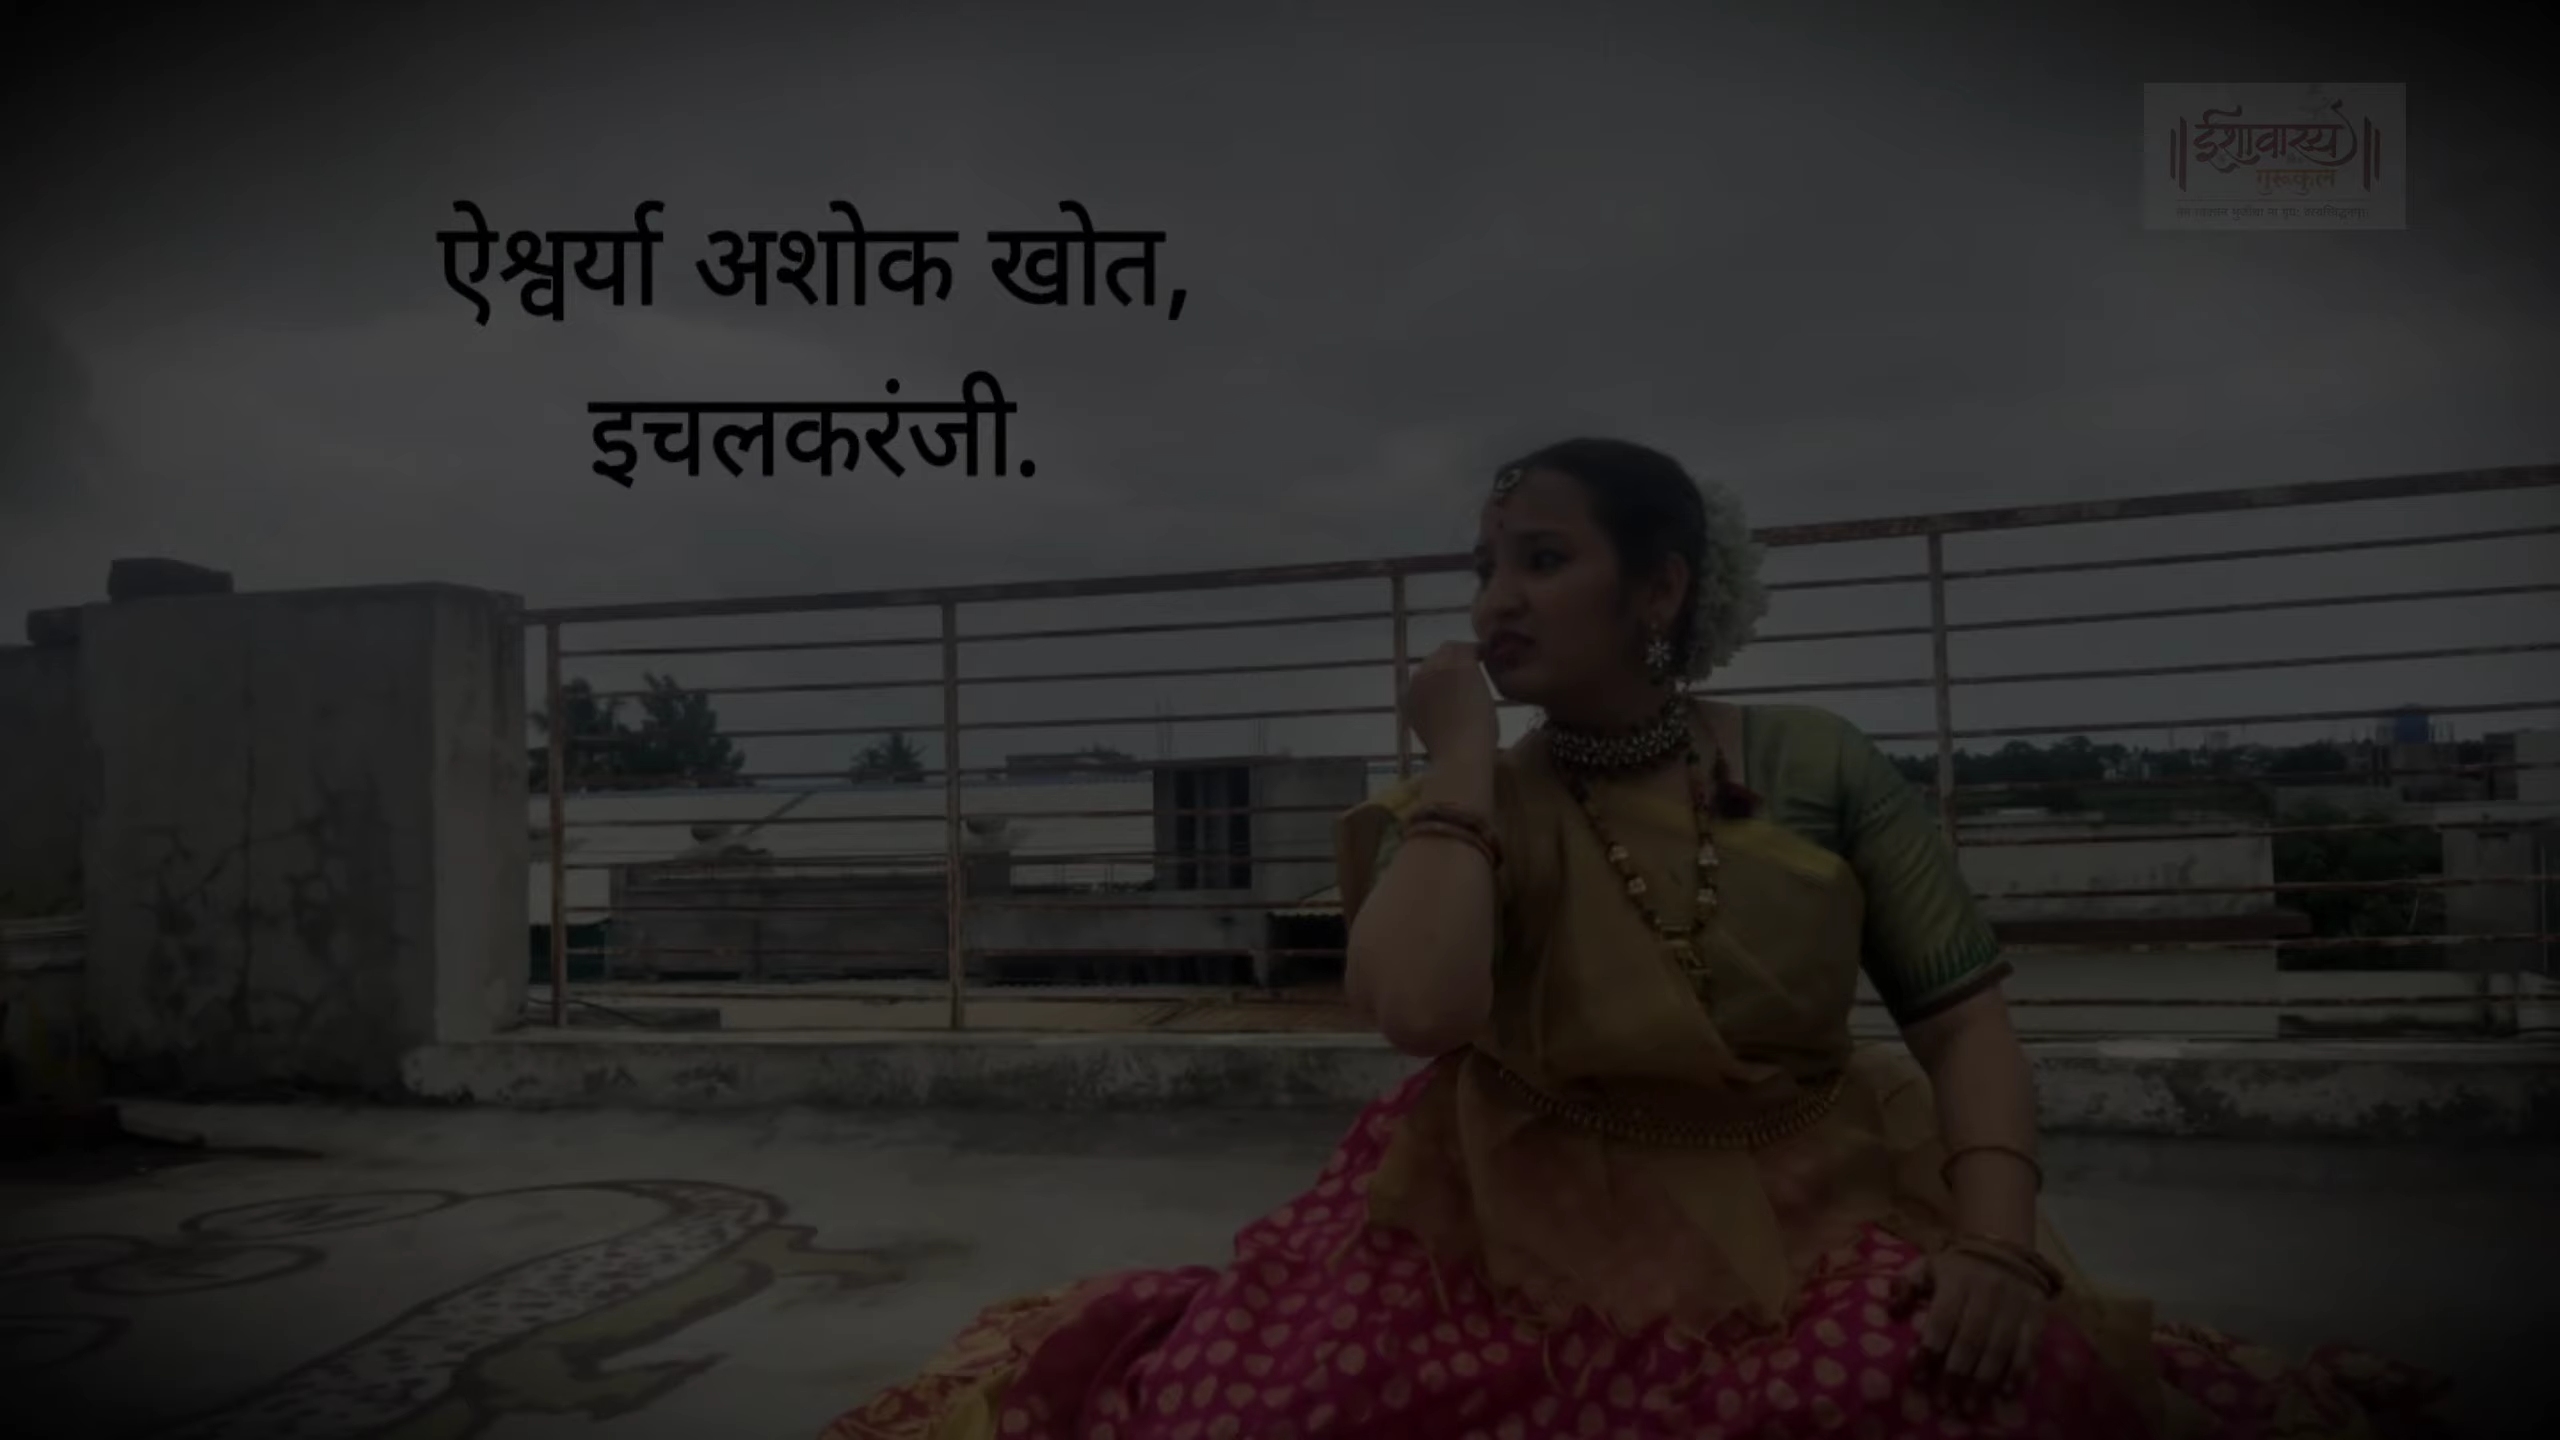 ऐश्वर्या अशोक खोत,
इचलकरंजी.
॥ईशावास्य॥
गुरुकुल